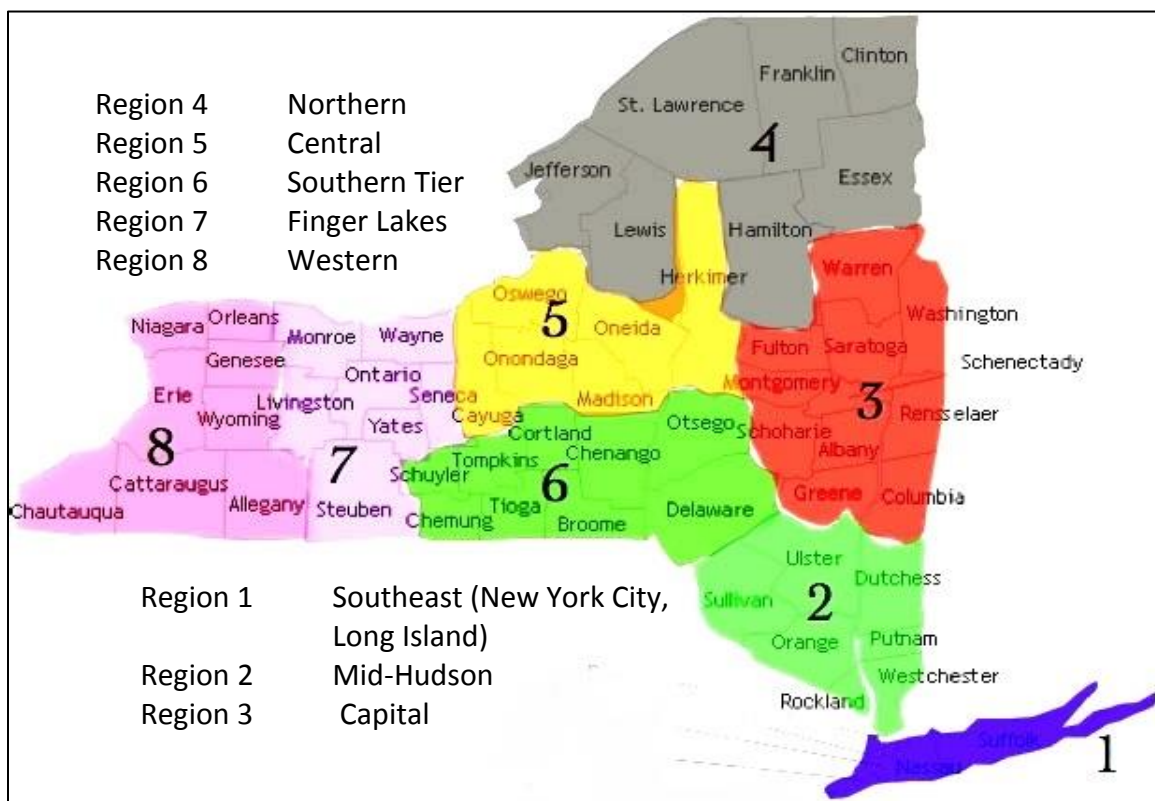 Region 4 Northern
Region 5 Central
Region 6 Southern Tier
Region 7 Finger Lakes
Region 8 Western
Clinton
Franklin
St. Lawrence
4
Jefferson
Essex
Lewis
Hamilton
Herkimer
Warren
Oswego
5
Oneida
Washington
Niagara
Orleans
Monroe
Wayne
Fulton
Saratoga
Genesee
Onondaga
Schenectady
Ontario
Montgomery
Erie
Seneca
Livingston
Madison
3
Wyoming
Cayuga
Rensselaer
Yates
Otsego
Schoharie
Cortland
8
7
Albany
Chenango
Tompkins
Schuyler
6
Cattaraugus
Greene
Columbia
Allegany
Steuben
Tioga
Chautauqua
Chemung
Broome
Delaware
Ulster
Dutchess
Sullivan
2
Orange
Putnam
Westchester
Rockland
Region 1 Southeast (New York City,
Long Island)
Region 2 Mid-Hudson
Region 3 Capital
Suffolk
1
Nassau